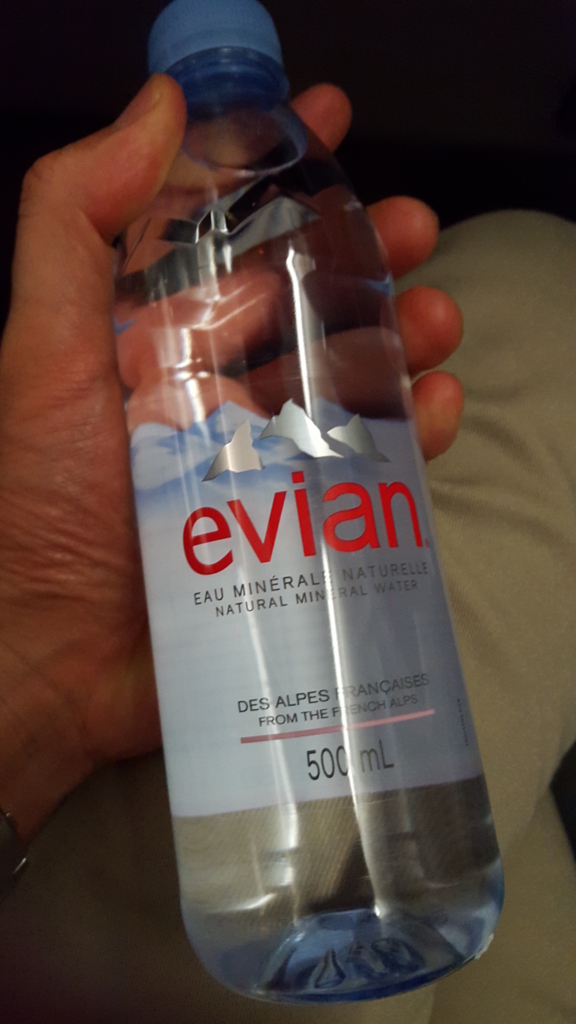 evian.
EAU MINÉRALE NATURELLE
NATURAL MINERAL WATER
DES ALPES FRANÇAISES
FROM THE FRENCH ALPS
500 mL